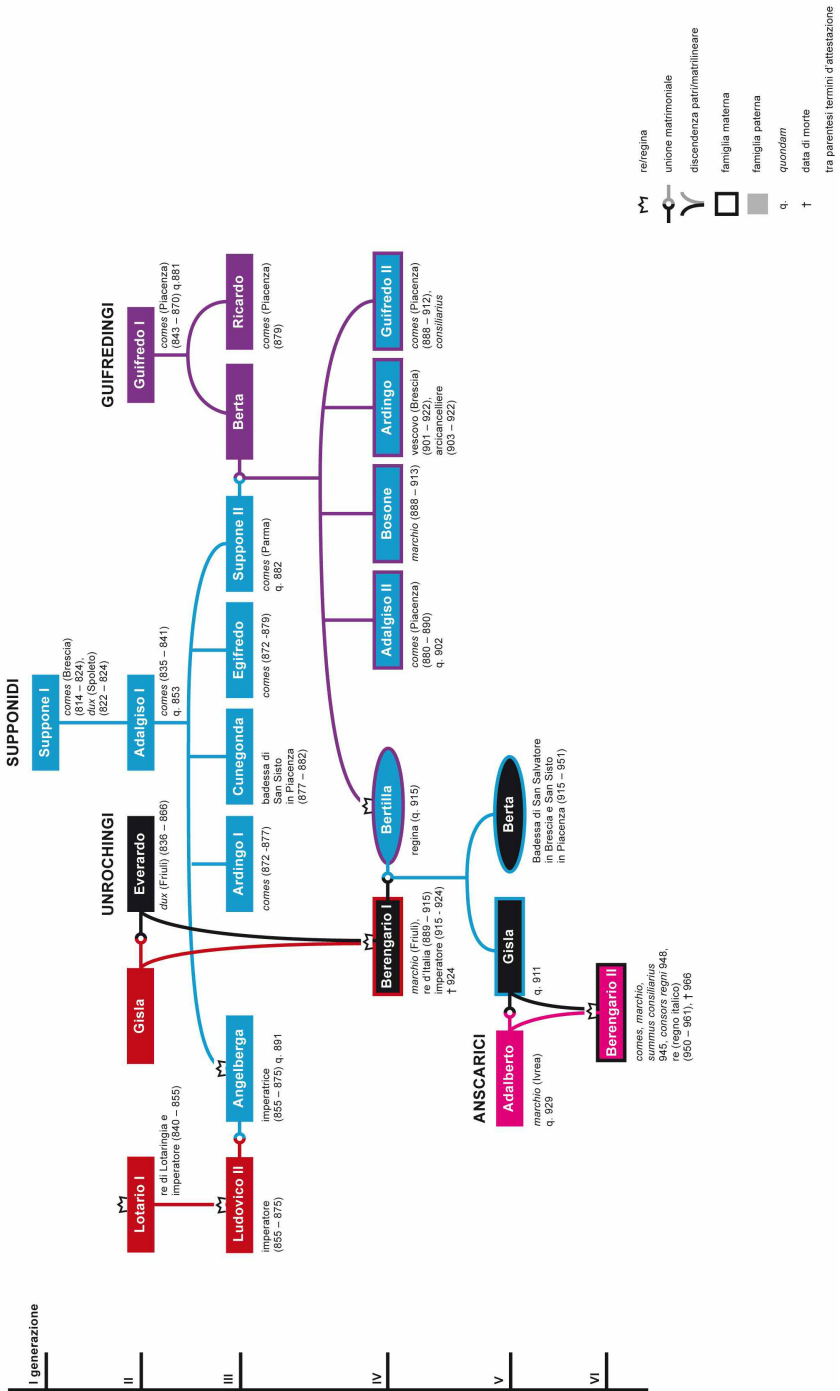 I generazione
II
III
IV
V
VI
SUPPONIDI
Suppone I
comes (Brescia)
(814 – 824),
dux (Spoleto)
(822 – 824)
UNROCHINGI
GUIFREDINGI
Lotario I
re di Lotaringia e
imperatore (840 – 855)
Gisla
Everardo
dux (Friuli) (836 – 866)
Adalgiso I
comes (835 – 841)
q. 853
Guifredo I
comes (Piacenza)
(843 – 870) q.881
Ludovico II
imperatore
(855 – 875)
Angelberga
imperatrice
(855 – 875) q. 891
Ardingo I
comes (872 -877)
Cunegonda
badessa di
San Sisto
in Piacenza
(877 – 882)
Egifredo
comes (872 -879)
Suppone II
comes (Parma)
q. 882
Berta
Ricardo
comes (Piacenza)
(879)
Berengario I
marchio (Friuli),
re d'Italia (889 – 915)
imperatore (915 - 924)
† 924
Bertilla
regina (q. 915)
Adalgiso II
comes (Piacenza)
(880 – 890)
q. 902
Bosone
marchio (888 – 913)
Ardingo
vescovo (Brescia)
(901 – 922),
arcicancelliere
(903 – 922)
Guifredo II
comes (Piacenza)
(888 – 912),
consiliarius
ANSCARICI
Adalberto
marchio (Ivrea)
q. 929
Gisla
q. 911
Berta
Badessa di San Salvatore
in Brescia e San Sisto
in Piacenza (915 – 951)
Berengario II
comes, marchio,
summus consiliarius
945, consors regni 948,
re (regno italico)
(950 – 961), † 966
re/regina
unione matrimoniale
discendenza patri/matrilineare
famiglia materna
famiglia paterna
q. quondam
† data di morte
tra parentesi termini d'attestazione